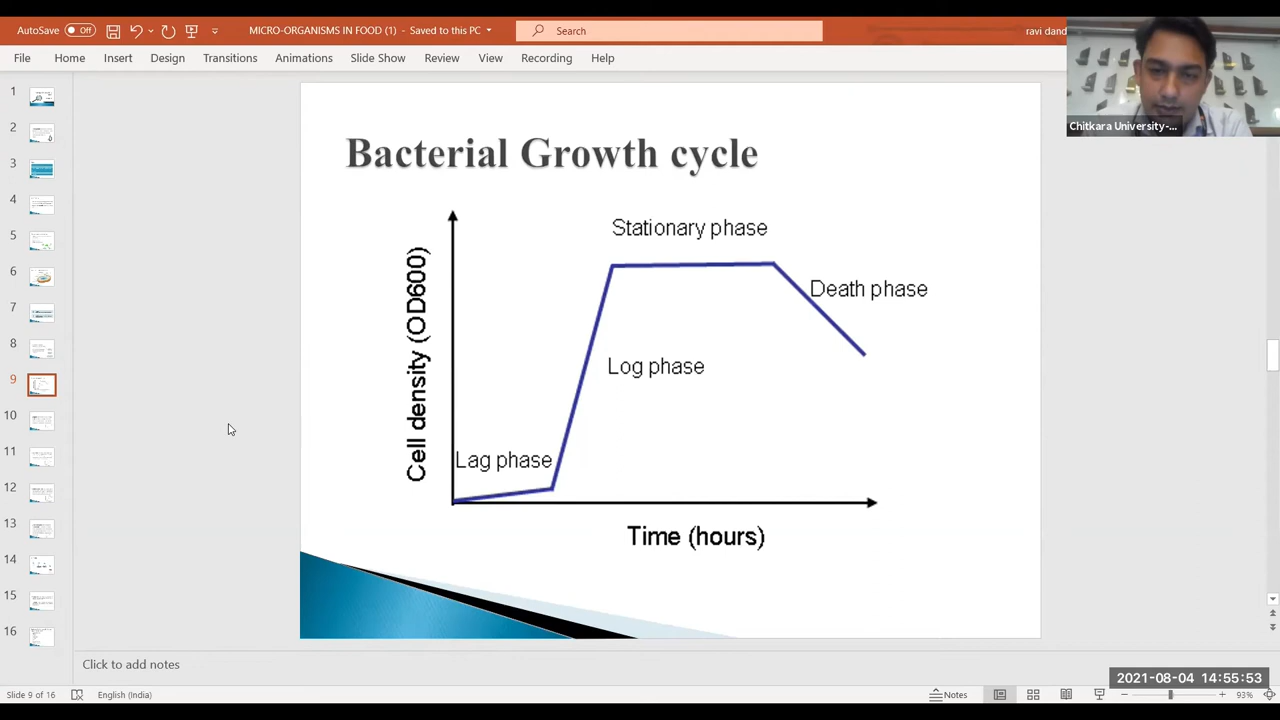 AutoSave Off
MICRO-ORGANISMS IN FOOD (1) - Saved to this PC
Search
ravi dand
File Home Insert Design Transitions Animations Slide Show Review View Recording Help
Chitkara University-...
1
2
3
4
5
6
7
8
9
10
11
12
13
14
15
16
Bacterial Growth cycle
Stationary phase
Death phase
Log phase
Lag phase
Cell density (OD600)
Time (hours)
Click to add notes
2021-08-04 14:55:53
Slide 9 of 16
English (India)
Notes
93%